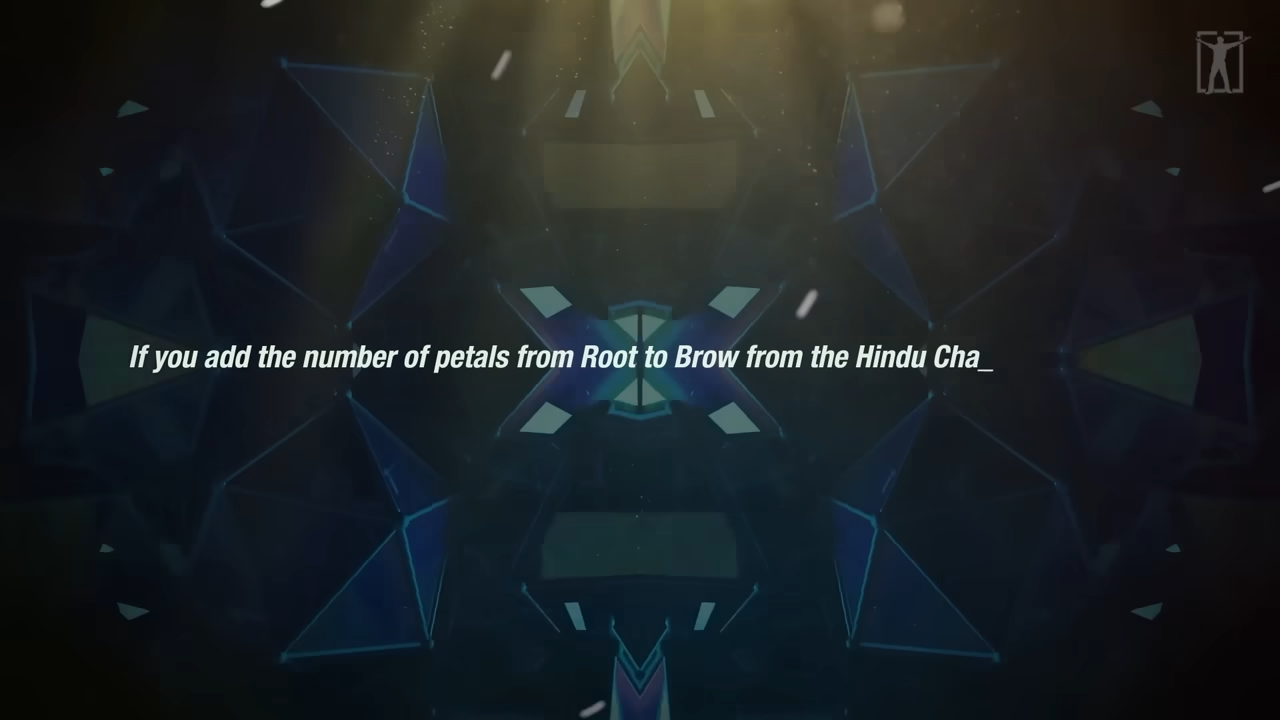 If you add the number of petals from Root to Brow from the Hindu Cha_